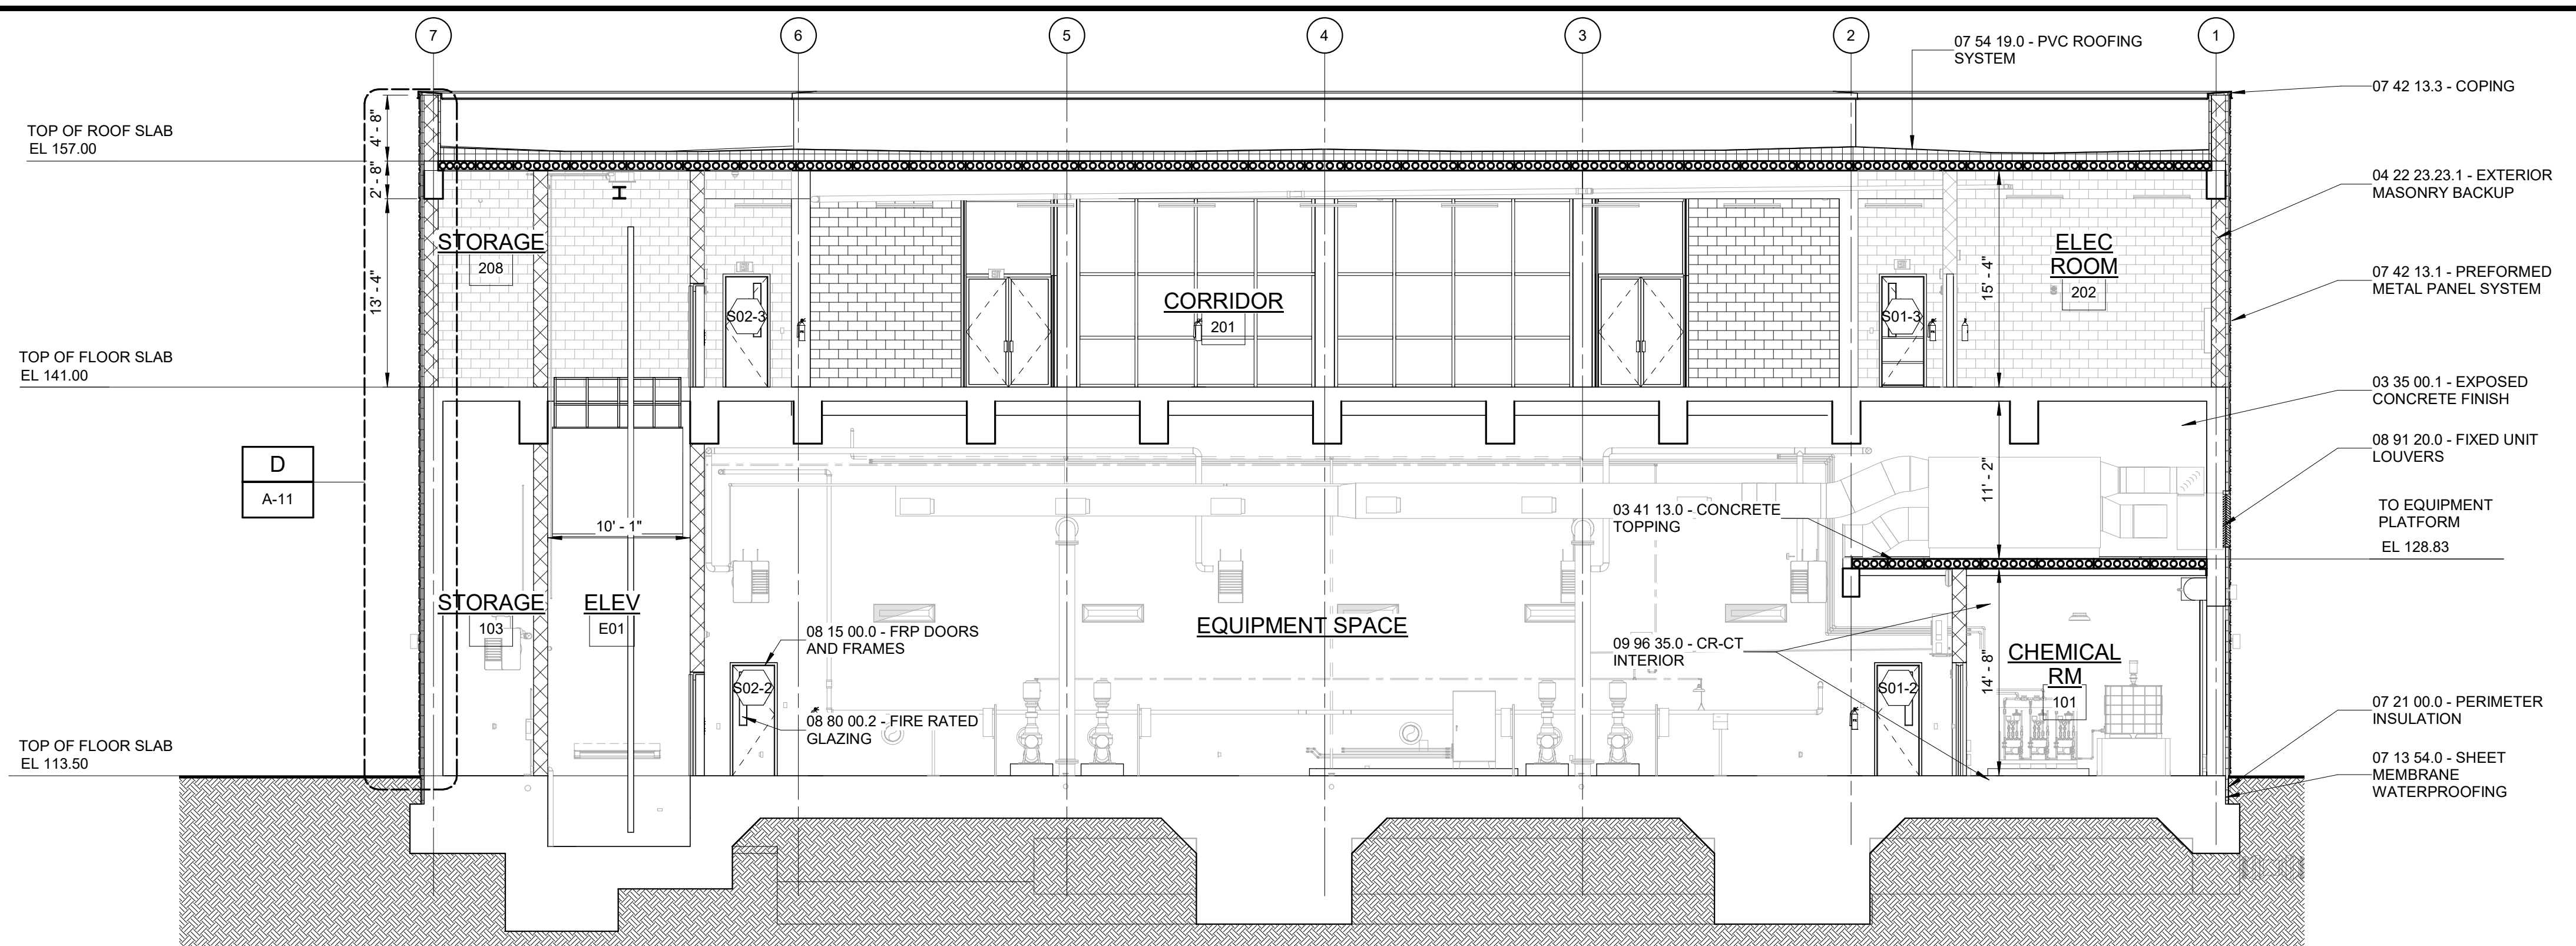 7
6
5
4
3
2
1
07 54 19.0 - PVC ROOFING
SYSTEM
07 42 13.3 - COPING
TOP OF ROOF SLAB
EL 157.00
4' - 8"
2' - 8"
13' - 4"
04 22 23.23.1 - EXTERIOR
MASONRY BACKUP
STORAGE
208
S02-3
CORRIDOR
201
S01-3
15' - 4"
ELEC
ROOM
202
07 42 13.1 - PREFORMED
METAL PANEL SYSTEM
TOP OF FLOOR SLAB
EL 141.00
03 35 00.1 - EXPOSED
CONCRETE FINISH
08 91 20.0 - FIXED UNIT
LOUVERS
D
A-11
10' - 1"
11' - 2"
03 41 13.0 - CONCRETE
TOPPING
TO EQUIPMENT
PLATFORM
EL 128.83
STORAGE
103
ELEV
E01
08 15 00.0 - FRP DOORS
AND FRAMES
EQUIPMENT SPACE
09 96 35.0 - CR-CT
INTERIOR
14' - 8"
CHEMICAL
RM
101
S02-2
S01-2
08 80 00.2 - FIRE RATED
GLAZING
07 21 00.0 - PERIMETER
INSULATION
TOP OF FLOOR SLAB
EL 113.50
07 13 54.0 - SHEET
MEMBRANE
WATERPROOFING